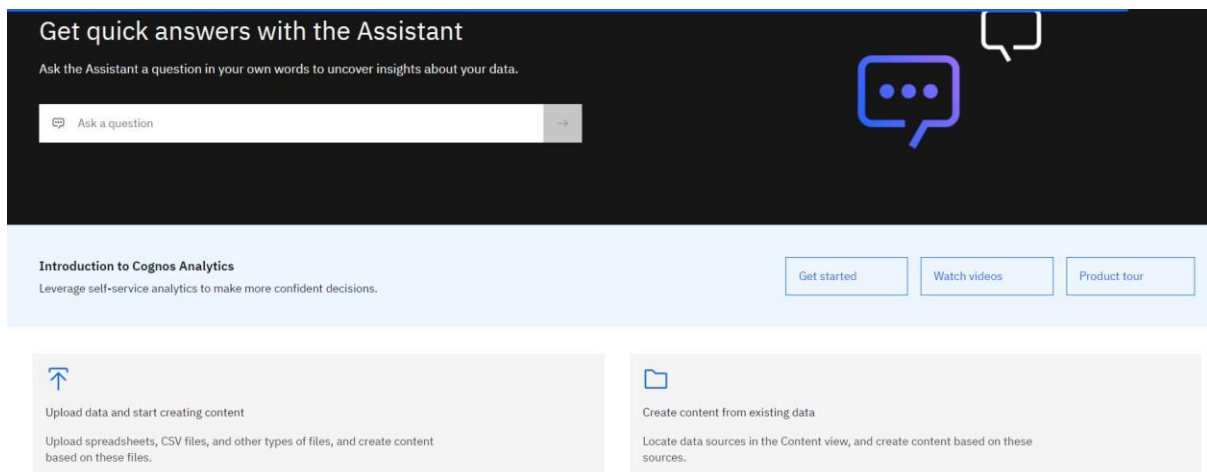 Get quick answers with the Assistant
Ask the Assistant a question in your own words to uncover insights about your data.
Ask a question
Introduction to Cognos Analytics
Leverage self-service analytics to make more confident decisions.
Get started
Watch videos
Product tour
Upload data and start creating content
Upload spreadsheets, CSV files, and other types of files, and create content
based on these files.
Create content from existing data
Locate data sources in the Content view, and create content based on these
sources.